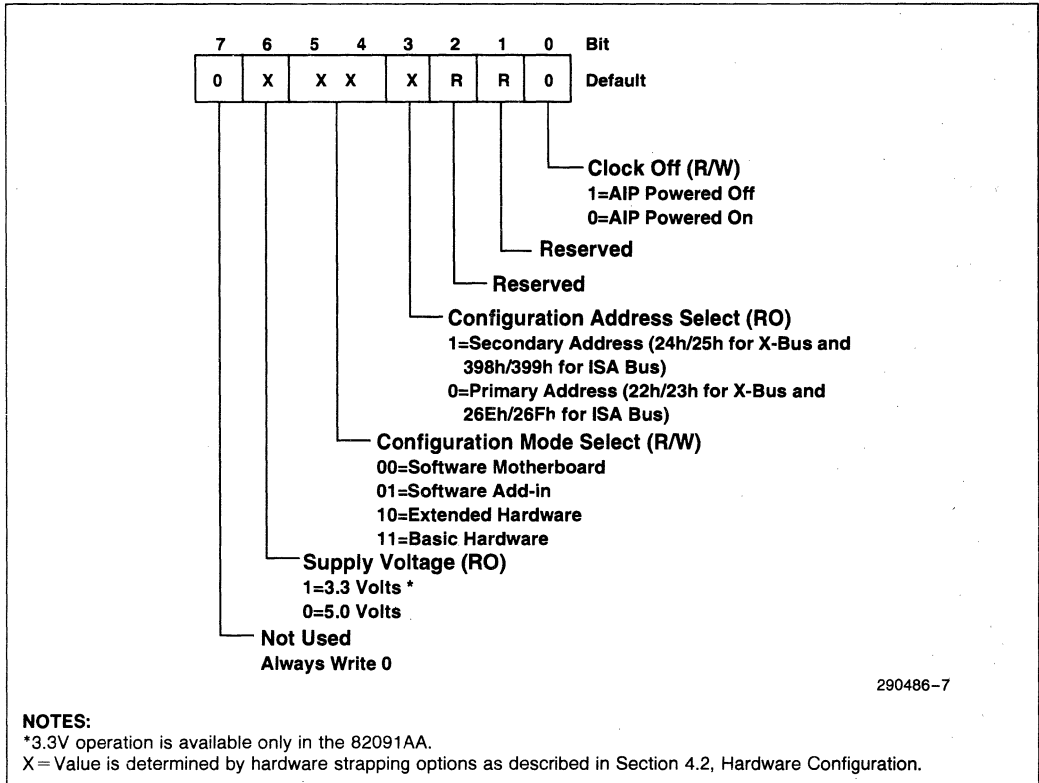 7 6 5 4 3 2 1 0 Bit
0 X X X X R R 0 Default
Clock Off (R/W)
1=AIP Powered Off
0=AIP Powered On
Reserved
Reserved
Configuration Address Select (RO)
1=Secondary Address (24h/25h for X-Bus and
398h/399h for ISA Bus)
0=Primary Address (22h/23h for X-Bus and
26Eh/26Fh for ISA Bus)
Configuration Mode Select (R/W)
00=Software Motherboard
01=Software Add-in
10=Extended Hardware
11=Basic Hardware
Supply Voltage (RO)
1=3.3 Volts *
0=5.0 Volts
Not Used
Always Write 0
290486–7
NOTES:
*3.3V operation is available only in the 82091AA.
X=Value is determined by hardware strapping options as described in Section 4.2, Hardware Configuration.